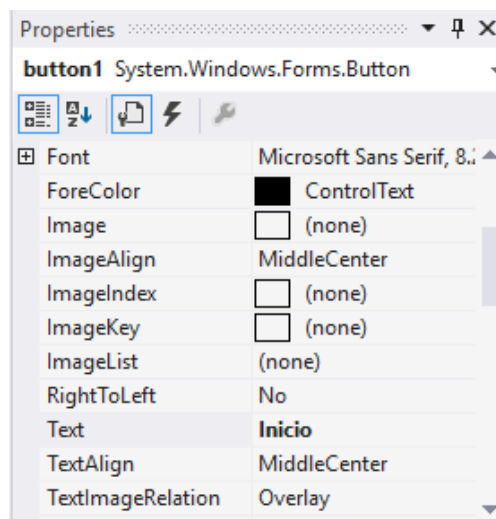 Properties
button1 System.Windows.Forms.Button
Font Microsoft Sans Serif, 8.2
ForeColor ControlText
Image (none)
ImageAlign MiddleCenter
ImageIndex (none)
ImageKey (none)
ImageList (none)
RightToLeft No
Text Inicio
TextAlign MiddleCenter
TextImageRelation Overlay